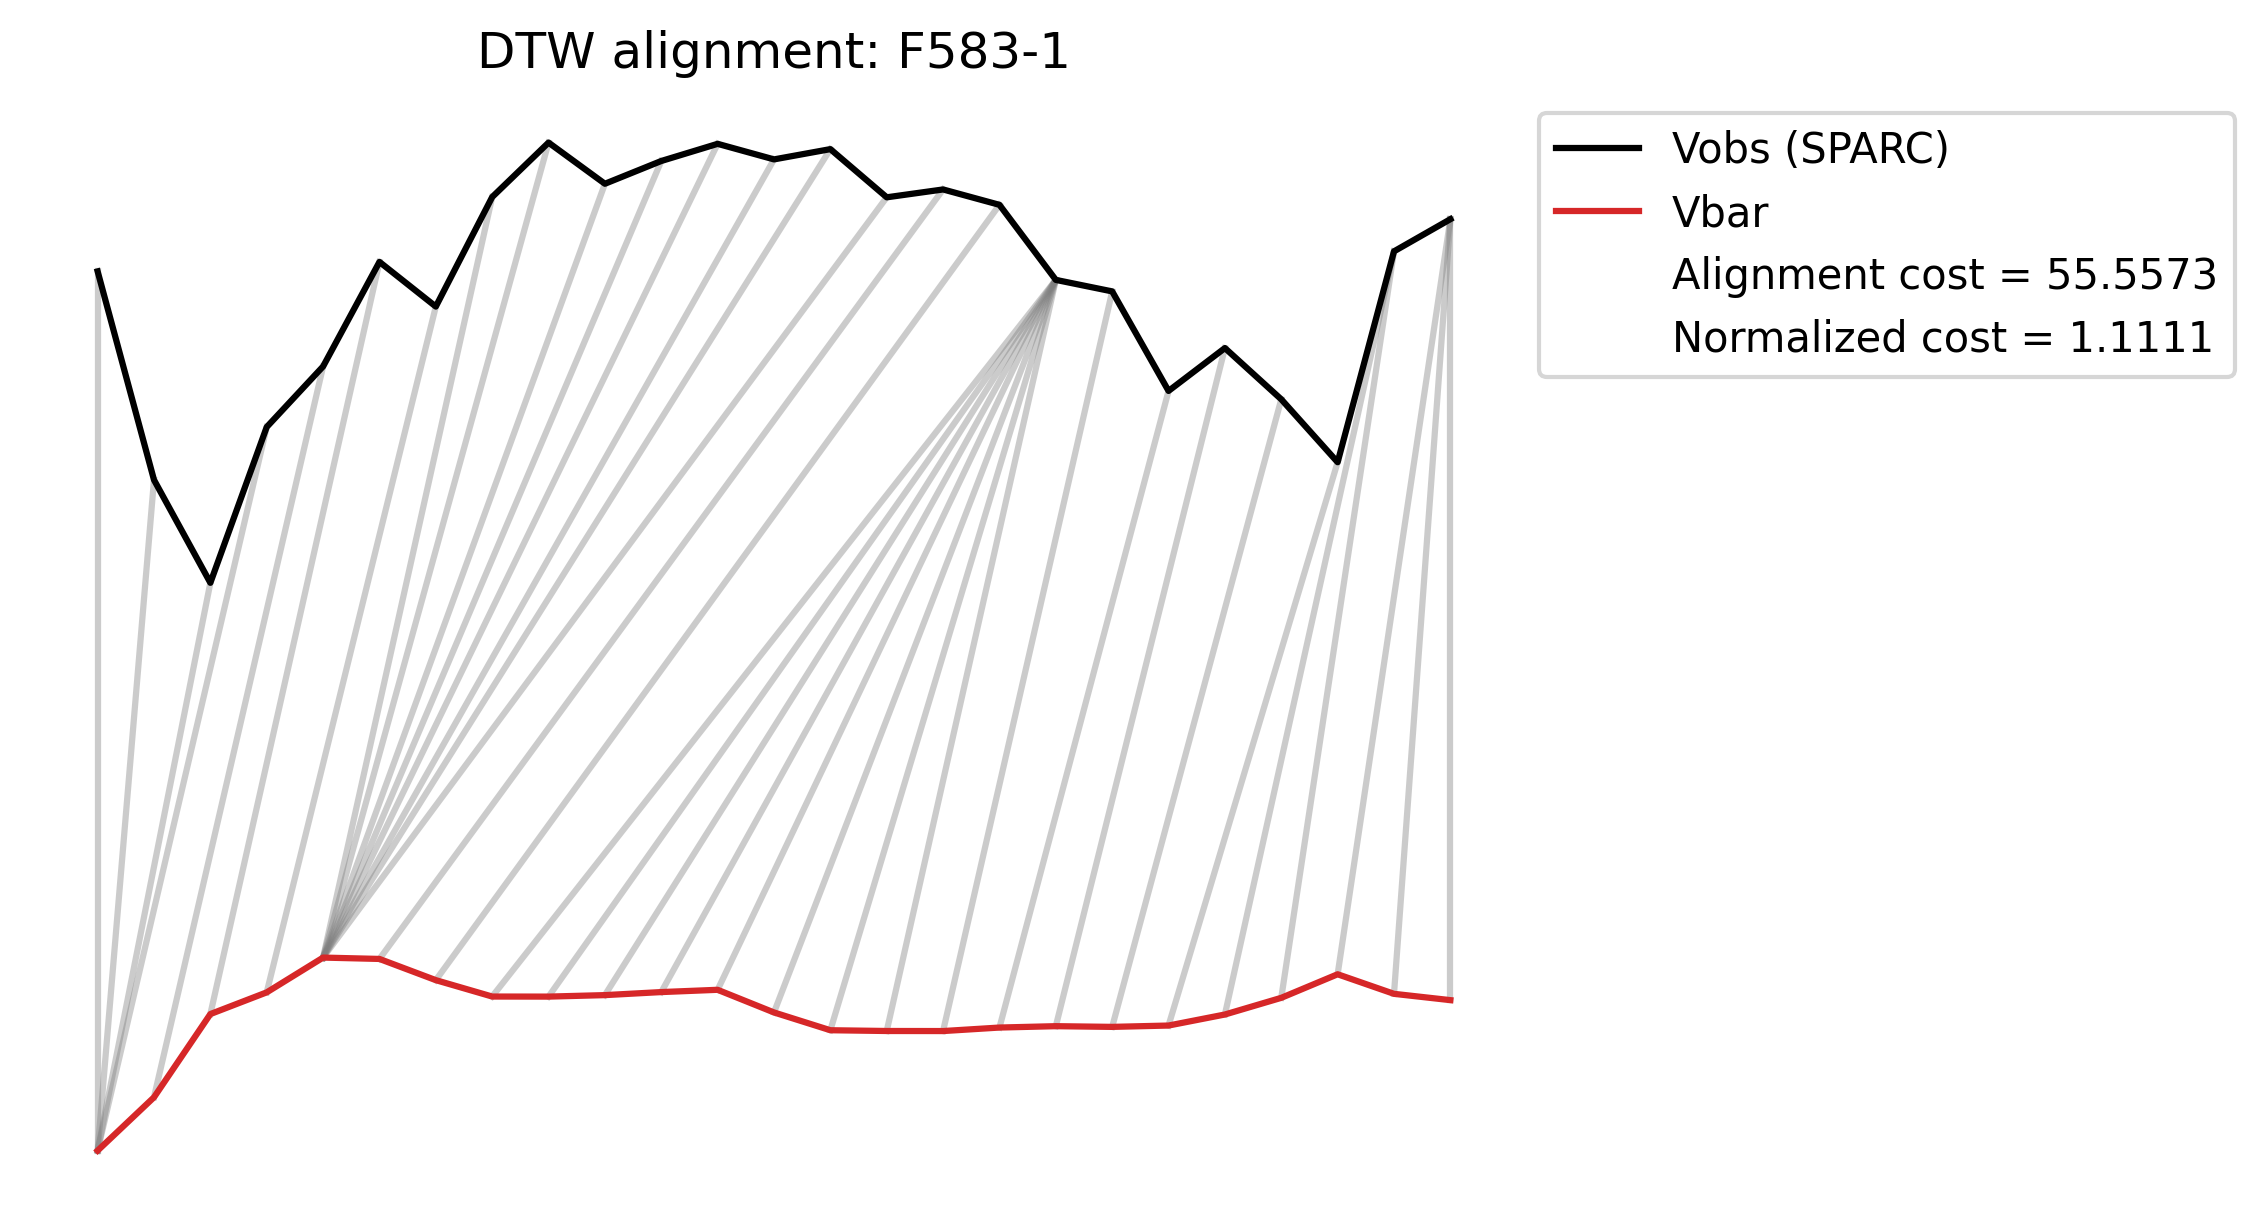 DTW alignment: F583-1
Vobs (SPARC)
Vbar
Alignment cost = 55.5573
Normalized cost = 1.1111